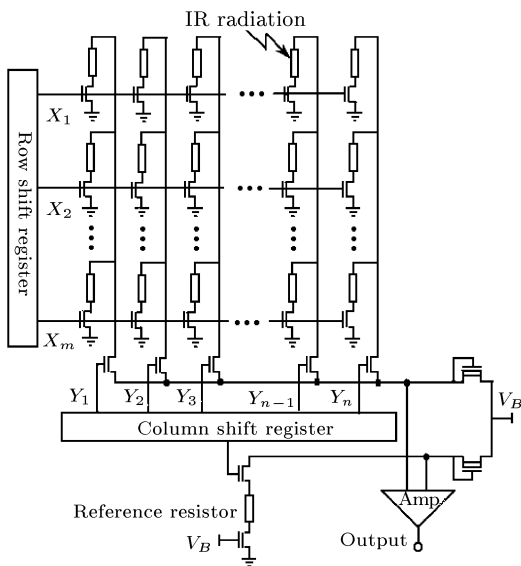 IR radiation
X1
Row shift register
X2
Xm
Y1 Y2 Y3 Yn−1 Yn
VB
Column shift register
Amp.
Reference resistor
VB
Output